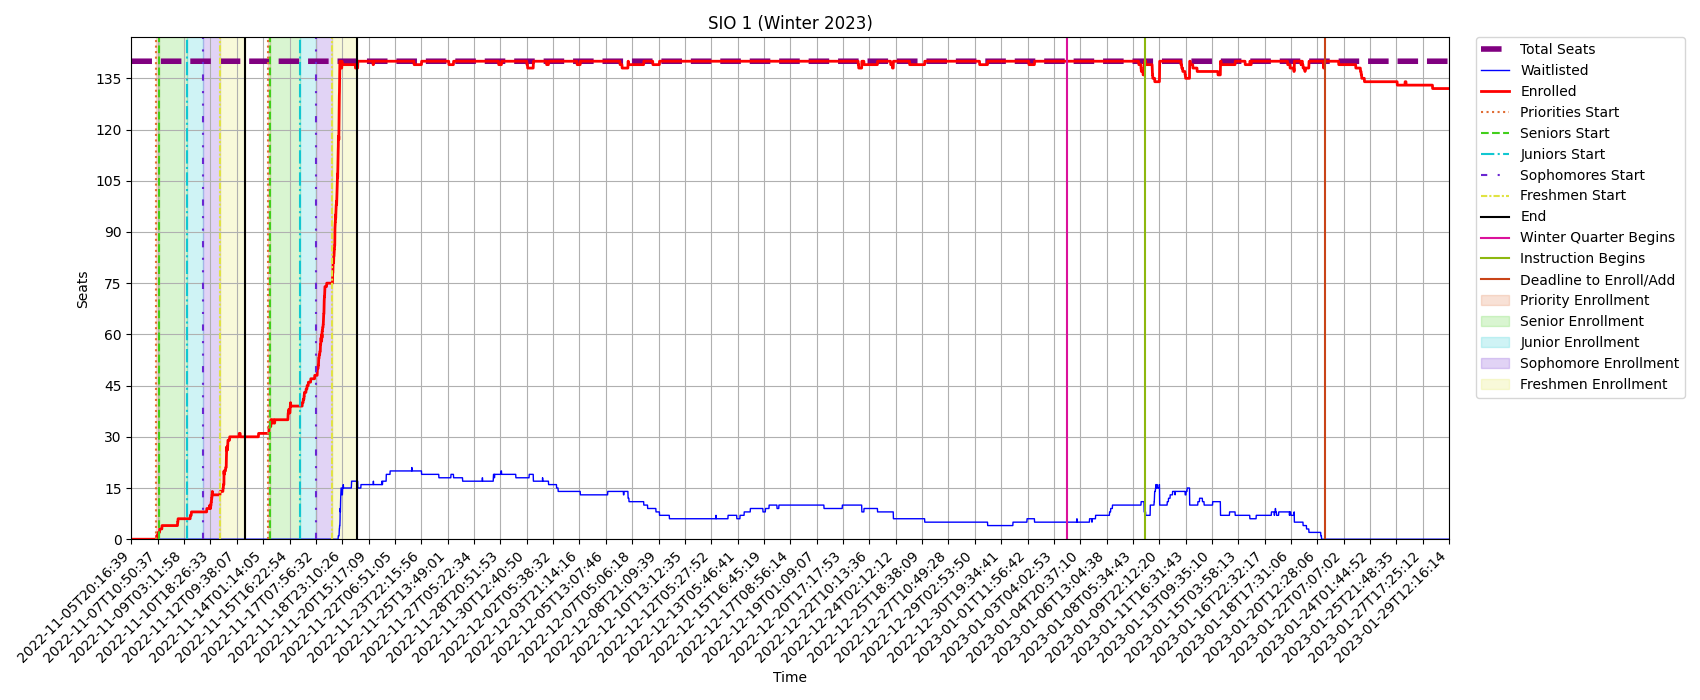 SIO 1 (Winter 2023)
Seats
135
120
105
90
75
60
45
30
15
0
2022-11-05T20:16:39
2022-11-07T10:50:37
2022-11-09T03:11:58
2022-11-10T18:26:33
2022-11-12T09:38:07
2022-11-14T01:14:05
2022-11-15T16:22:54
2022-11-17T07:56:32
2022-11-18T23:10:26
2022-11-20T15:17:09
2022-11-22T06:51:05
2022-11-23T22:15:56
2022-11-25T13:49:01
2022-11-27T05:22:34
2022-11-28T20:51:53
2022-11-30T12:40:50
2022-12-02T05:38:32
2022-12-03T21:14:16
2022-12-05T13:07:46
2022-12-07T05:06:18
2022-12-08T21:09:39
2022-12-10T13:12:35
2022-12-12T05:27:52
2022-12-13T05:46:41
2022-12-15T16:45:19
2022-12-17T08:56:14
2022-12-19T01:09:07
2022-12-20T17:17:53
2022-12-22T10:13:36
2022-12-24T02:12:12
2022-12-25T18:38:09
2022-12-27T10:49:28
2022-12-29T02:53:50
2022-12-30T19:34:41
2023-01-01T11:56:42
2023-01-03T04:02:53
2023-01-04T20:37:10
2023-01-06T13:04:38
2023-01-08T05:34:43
2023-01-09T22:12:20
2023-01-11T16:31:43
2023-01-13T09:35:10
2023-01-15T03:58:13
2023-01-16T22:32:17
2023-01-18T17:31:06
2023-01-20T12:28:06
2023-01-22T07:07:02
2023-01-24T01:44:52
2023-01-25T21:48:35
2023-01-27T17:25:12
2023-01-29T12:16:14
Time
Total Seats
Waitlisted
Enrolled
Priorities Start
Seniors Start
Juniors Start
Sophomores Start
Freshmen Start
End
Winter Quarter Begins
Instruction Begins
Deadline to Enroll/Add
Priority Enrollment
Senior Enrollment
Junior Enrollment
Sophomore Enrollment
Freshmen Enrollment